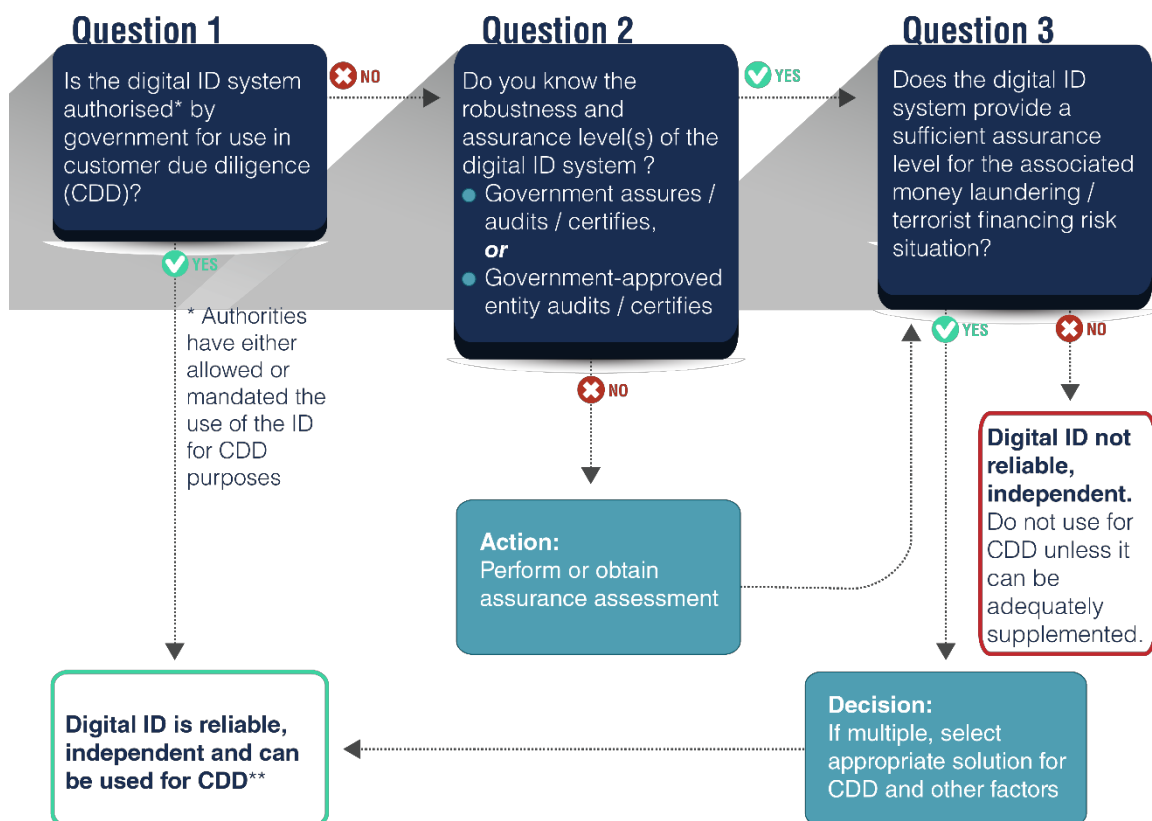 Question 1
Is the digital ID system
authorised* by
government for use in
customer due diligence
(CDD)?
NO
YES
* Authorities
have either
allowed or
mandated the
use of the ID
for CDD
purposes
Question 2
Do you know the
robustness and
assurance level(s) of the
digital ID system ?
Government assures /
audits / certifies,
or
Government-approved
entity audits / certifies
YES
NO
Action:
Perform or obtain
assurance assessment
Question 3
Does the digital ID
system provide a
sufficient assurance
level for the associated
money laundering /
terrorist financing risk
situation?
YES
NO
Digital ID not
reliable,
independent.
Do not use for
CDD unless it
can be
adequately
supplemented.
Decision:
If multiple, select
appropriate solution for
CDD and other factors
Digital ID is reliable,
independent and can
be used for CDD**